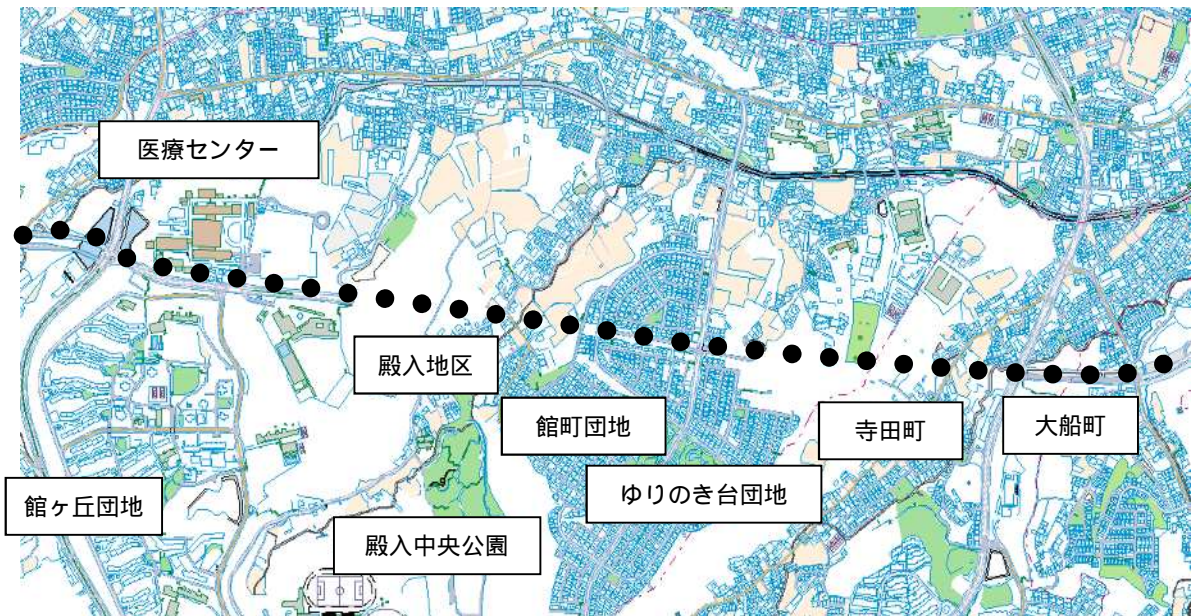 医療センター
殿入地区
館町団地
寺田町
大船町
館ヶ丘団地
ゆりのき台団地
殿入中央公園